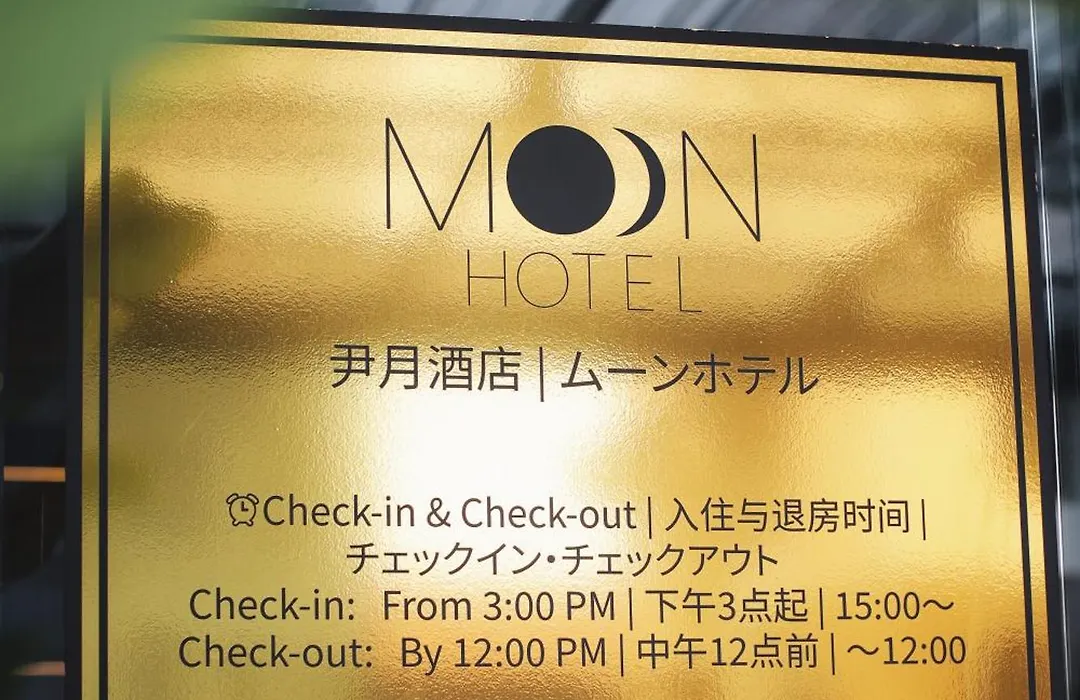 MOON
HOTEL
尹月酒店 | ムーンホテル
⏰Check-in & Check-out | 入住与退房时间 |
チェックイン・チェックアウト
Check-in: From 3:00 PM | 下午3点起 | 15:00～
Check-out: By 12:00 PM | 中午12点前 | ～12:00